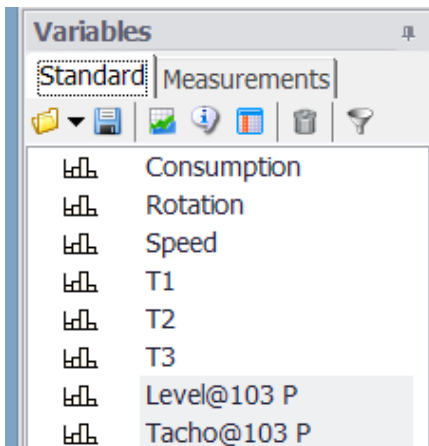 Variables
Standard Measurements
Consumption
Rotation
Speed
T1
T2
T3
Level@103 P
Tacho@103 P